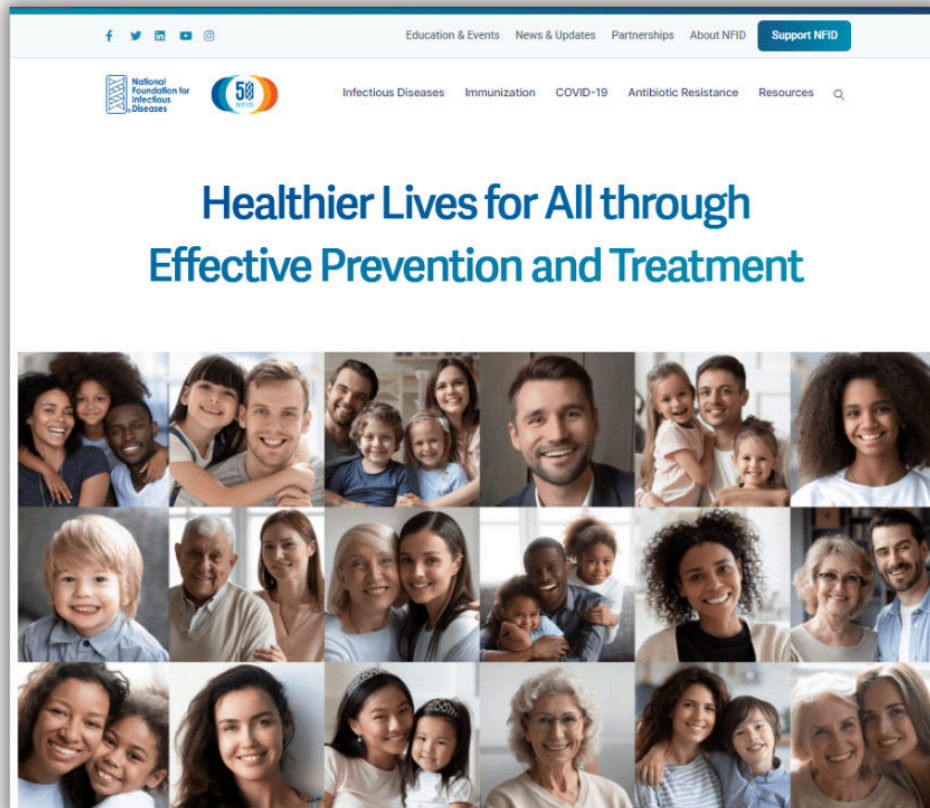 Education & Events News & Updates Partnerships About NFID Support NFID
National
Foundation for
Infectious
Diseases
50
NFID
Infectious Diseases Immunization COVID-19 Antibiotic Resistance Resources
Healthier Lives for All through
Effective Prevention and Treatment